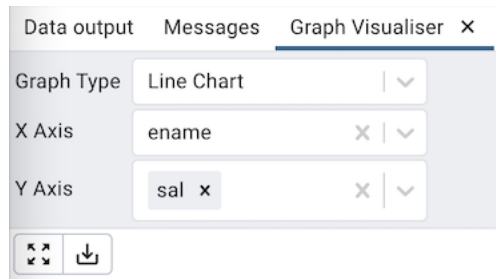 Data output Messages Graph Visualiser ×
Graph Type Line Chart
X Axis ename
Y Axis sal ×